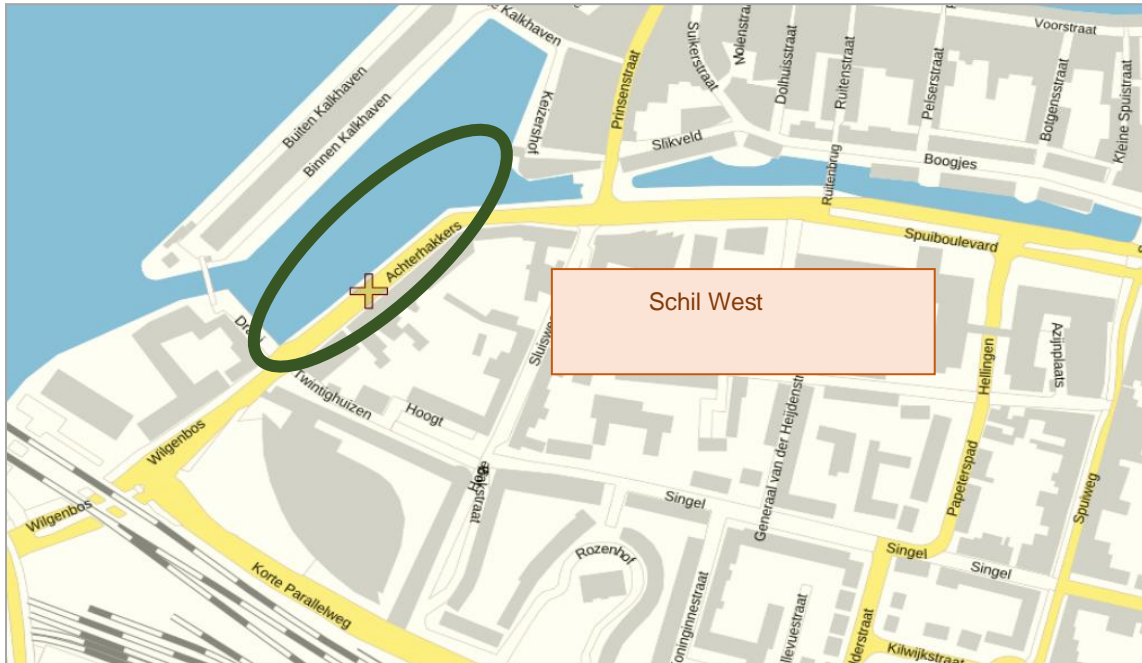 Kalkhaven
Voorstraat
Buiten Kalkhaven
Binnen Kalkhaven
Keizershof
Prinsenstraat
Suikerstraat
Molenstraat
Dolhuisstraat
Ruitenstraat
Pelserstraat
Botgensstraat
Kleine Spuistraat
Slikveld
Boogjes
Ruitenbrug
Achterhakkers
Spuiboulevard
Schil West
Hellingen
Azijnplaats
Twintighuizen
Hoogt
Generaal van der Heijdenstr
Wilgenbos
Wilgenbos
Singel
Papeterspad
Spuiweg
Singel
Singel
Rozenhof
Korte Parallelweg
Kilwijkstraat